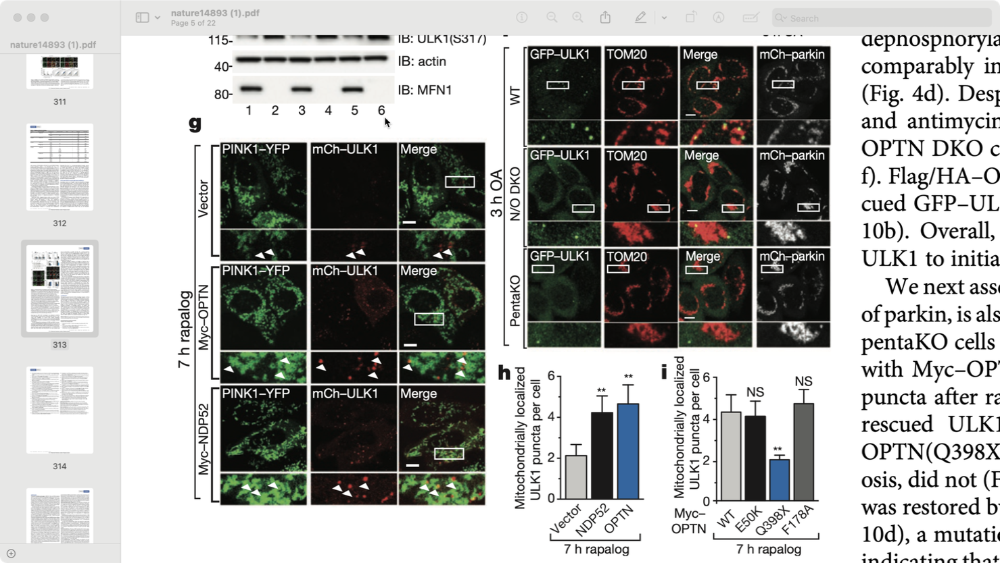 nature14893 (1).pdf
Page 5 of 22
Search
nature14893 (1).pdf
311
312
313
314
115-
IB: ULK1(S317)
40-
IB: actin
80-
IB: MFN1
1 2 3 4 5 6
g
7 h rapalog
Vector
PINK1–YFP mCh–ULK1 Merge
Myc–OPTN
PINK1–YFP mCh–ULK1 Merge
Myc–NDP52
PINK1–YFP mCh–ULK1 Merge
3 h OA
WT
GFP–ULK1 TOM20 Merge mCh–parkin
N/O DKO
GFP–ULK1 TOM20 Merge mCh–parkin
PentaKO
GFP–ULK1 TOM20 Merge mCh–parkin
h
Mitochondrially localized
ULK1 puncta per cell
6
4
2
0
** **
Vector NDP52 OPTN
7 h rapalog
i
Mitochondrially localized
ULK1 puncta per cell
6
4
2
0
NS ** NS
Myc–
OPTN
WT E50K Q398X F178A
7 h rapalog
dephosphoryla
comparably in
(Fig. 4d). Desp
and antimycin
OPTN DKO c
f). Flag/HA–O
cued GFP–UL
10b). Overall,
ULK1 to initia
We next asse
of parkin, is als
pentaKO cells
with Myc–OPT
puncta after ra
rescued ULK1
OPTN(Q398X
osis, did not (F
was restored by
10d), a mutatio
indicating that